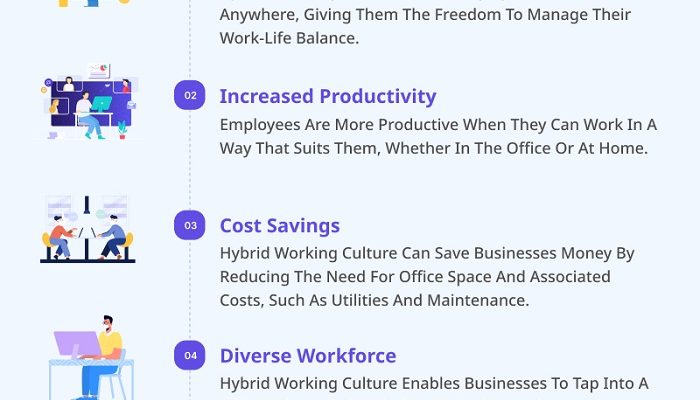 Anywhere, Giving Them The Freedom To Manage Their
Work-Life Balance.
02
Increased Productivity
Employees Are More Productive When They Can Work In A
Way That Suits Them, Whether In The Office Or At Home.
03
Cost Savings
Hybrid Working Culture Can Save Businesses Money By
Reducing The Need For Office Space And Associated
Costs, Such As Utilities And Maintenance.
04
Diverse Workforce
Hybrid Working Culture Enables Businesses To Tap Into A